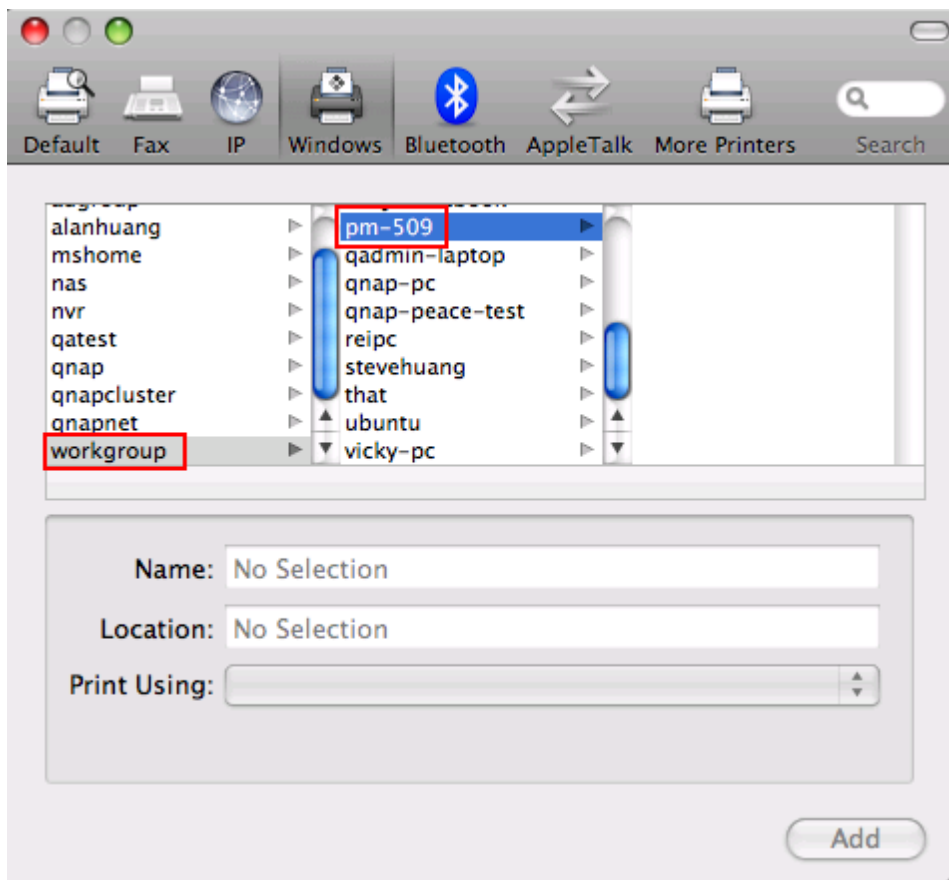 Default Fax IP Windows Bluetooth AppleTalk More Printers Search
alanhuang
mshome
nas
nvr
qatest
qnap
qnapcluster
qnapnet
workgroup
pm-509
qadmin-laptop
qnap-pc
qnap-peace-test
reipc
stevehuang
that
ubuntu
vicky-pc
Name: No Selection
Location: No Selection
Print Using:
Add